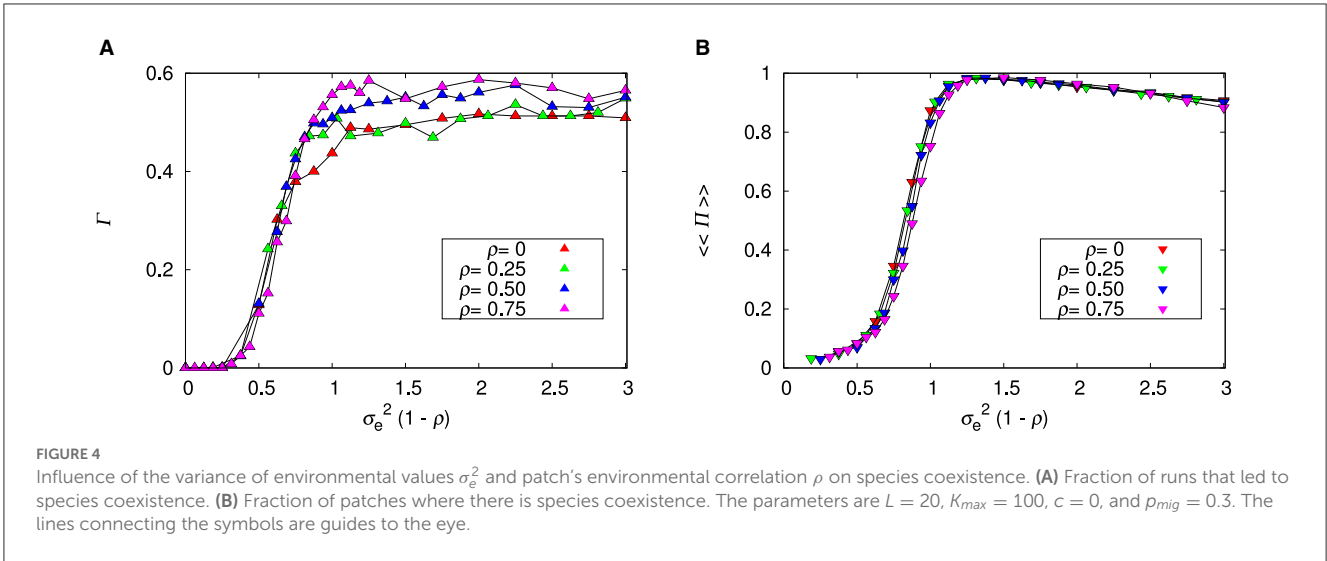 A
0.6
0.4
0.2
0
Γ
ρ= 0
ρ= 0.25
ρ= 0.50
ρ= 0.75
0 0.5 1 1.5 2 2.5 3
σe² (1 - ρ)
B
1
0.8
0.6
0.4
0.2
0
<< Π >>
ρ= 0
ρ= 0.25
ρ= 0.50
ρ= 0.75
0 0.5 1 1.5 2 2.5 3
σe² (1 - ρ)
FIGURE 4
Influence of the variance of environmental values σe² and patch's environmental correlation ρ on species coexistence. (A) Fraction of runs that led to
species coexistence. (B) Fraction of patches where there is species coexistence. The parameters are L = 20, Kmax = 100, c = 0, and pmig = 0.3. The
lines connecting the symbols are guides to the eye.